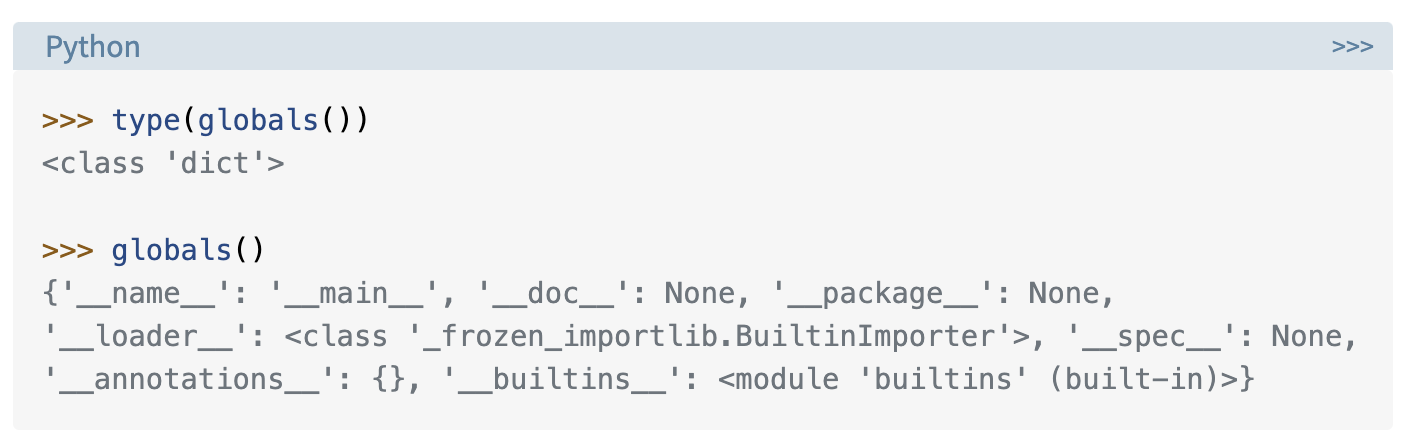 Python
>>>
>>> type(globals())
<class 'dict'>
>>> globals()
{'__name__': '__main__', '__doc__': None, '__package__': None,
'__loader__': <class '_frozen_importlib.BuiltinImporter'>, '__spec__': None,
'__annotations__': {}, '__builtins__': <module 'builtins' (built-in)>}